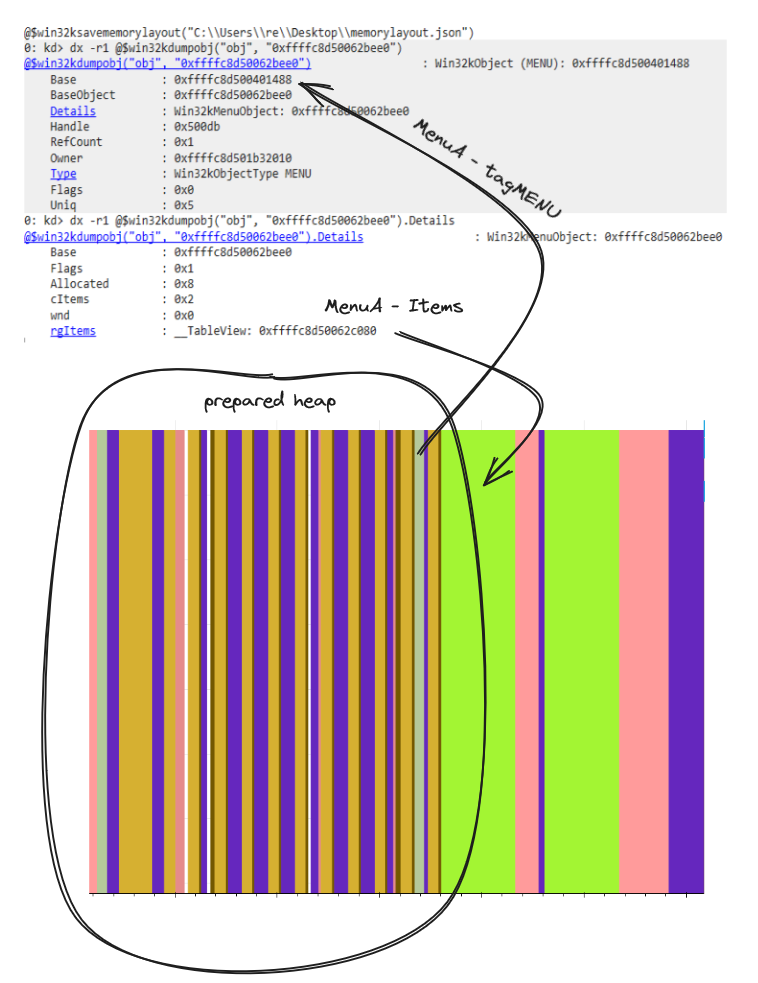 @$win32ksavememorylayout("C:\\Users\\re\\Desktop\\memorylayout.json")
0: kd> dx -r1 @$win32kdumpobj("obj", "0xffffc8d50062bee0")
@$win32kdumpobj("obj", "0xffffc8d50062bee0") : Win32kObject (MENU): 0xffffc8d500401488
Base : 0xffffc8d500401488
BaseObject : 0xffffc8d50062bee0
Details : Win32kMenuObject: 0xffffc8d50062bee0
Handle : 0x500db
RefCount : 0x1
Owner : 0xffffc8d501b32010
Type : Win32kObjectType MENU
Flags : 0x0
Uniq : 0x5
MenuA - tagMENU
0: kd> dx -r1 @$win32kdumpobj("obj", "0xffffc8d50062bee0").Details
@$win32kdumpobj("obj", "0xffffc8d50062bee0").Details : Win32kMenuObject: 0xffffc8d50062bee0
Base : 0xffffc8d50062bee0
Flags : 0x1
Allocated : 0x8
cItems : 0x2
wnd : 0x0
rgItems : __TableView: 0xffffc8d50062c080
MenuA - Items
prepared heap